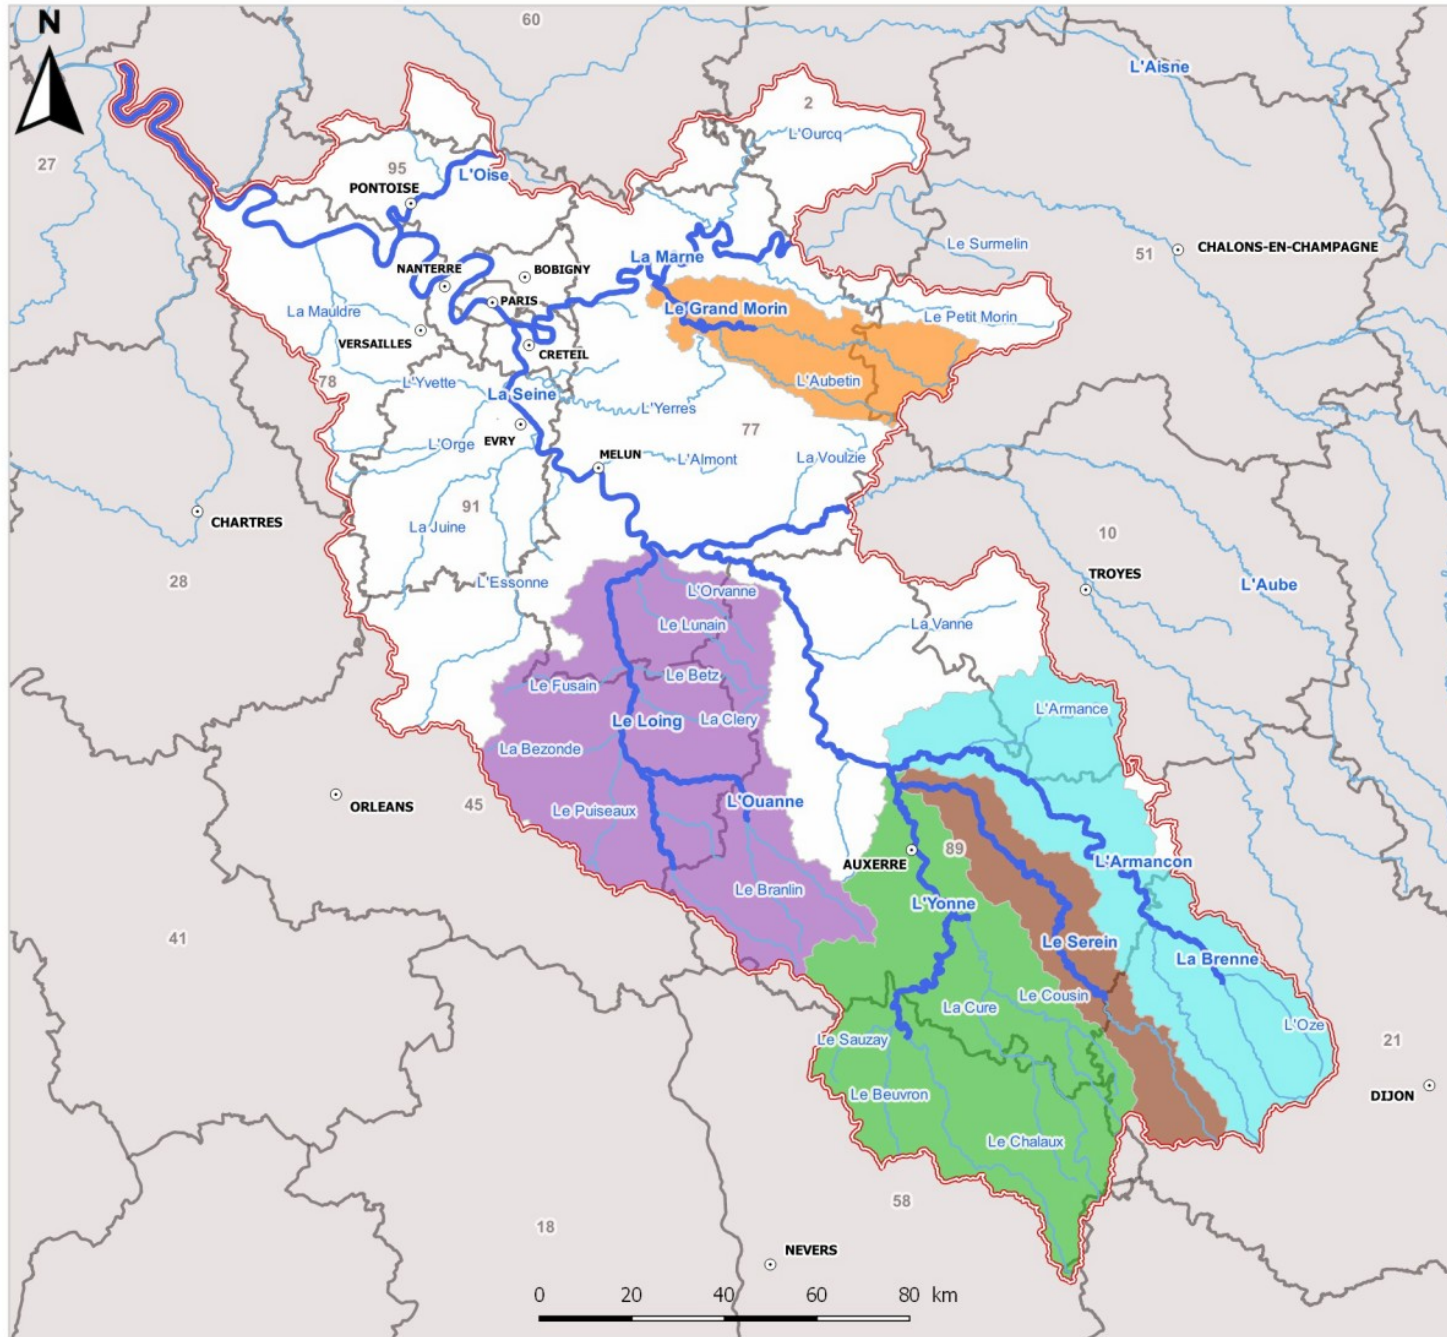 N
60
L'Aisne
2
L'Ourcq
27
95
L'Oise
PONTOISE
Le Surmelin
51
CHALONS-EN-CHAMPAGNE
La Marne
NANTERRE
BOBIGNY
PARIS
La Mauldre
Le Grand Morin
Le Petit Morin
VERSAILLES
CRETEIL
78
L'Yvette
La Seine
L'Aubetin
L'Yerres
EVRY
L'Orge
77
MELUN
L'Almont
La Voulzie
91
CHARTRES
La Juine
10
28
L'Essonne
TROYES
L'Aube
L'Orvanne
Le Lunain
La Vanne
Le Fusain
Le Betz
Le Loing
La Clery
L'Armance
La Bezonde
ORLEANS
45
Le Puiseaux
L'Ouanne
AUXERRE
89
L'Armancon
Le Branlin
L'Yonne
41
Le Serein
La Brenne
Le Cousin
La Cure
L'Oze
Le Sauzay
21
Le Beuvron
DIJON
Le Chalaux
58
18
NEVERS
0 20 40 60 80 km